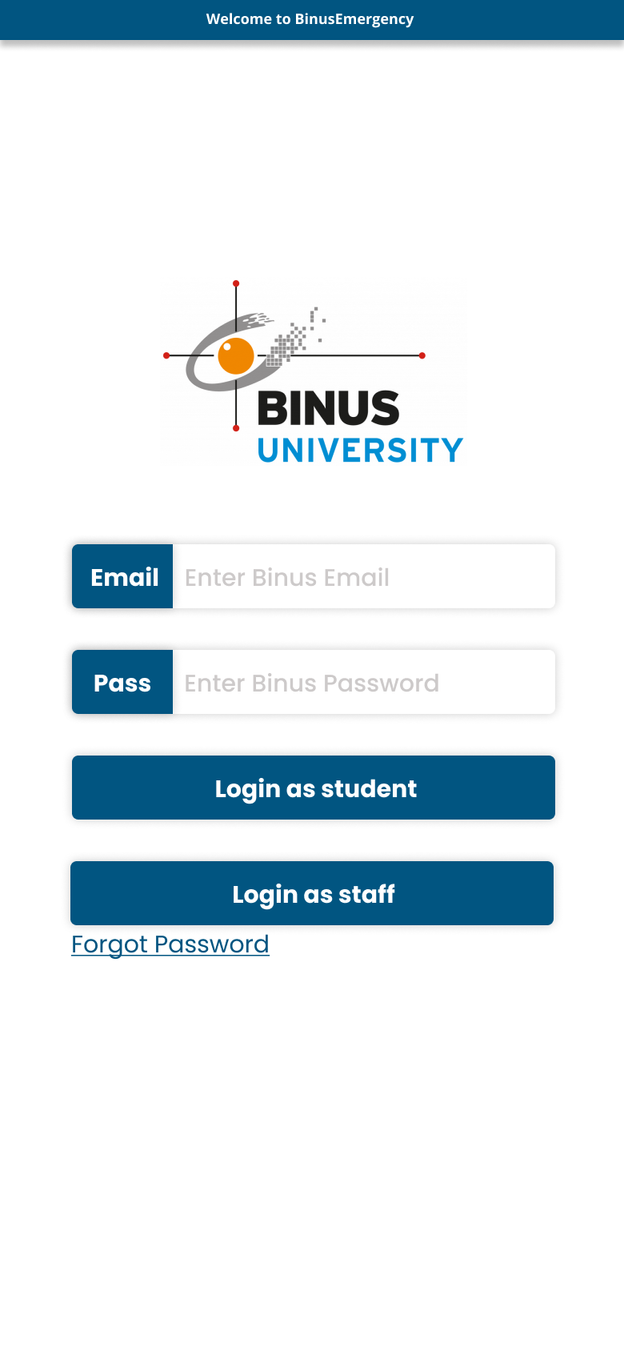 Welcome to BinusEmergency
BINUS
UNIVERSITY
Email Enter Binus Email
Pass Enter Binus Password
Login as student
Login as staff
Forgot Password